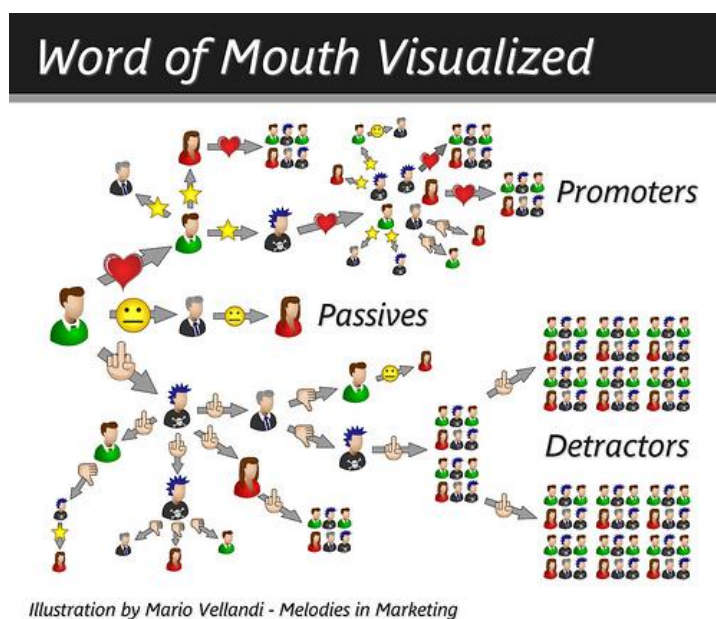 Word of Mouth Visualized
Promoters
Passives
Detractors
Illustration by Mario Vellandi - Melodies in Marketing